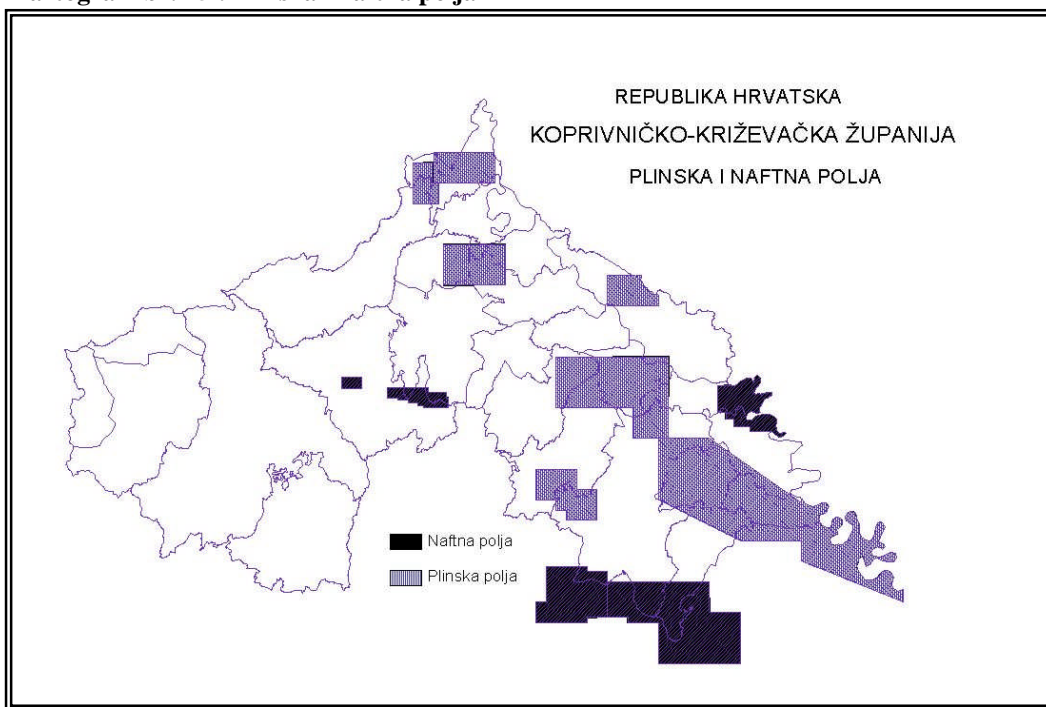 REPUBLIKA HRVATSKA
KOPRIVNIČKO-KRIŽEVAČKA ŽUPANIJA
PLINSKA I NAFTNA POLJA
Naftna polja
Plinska polja